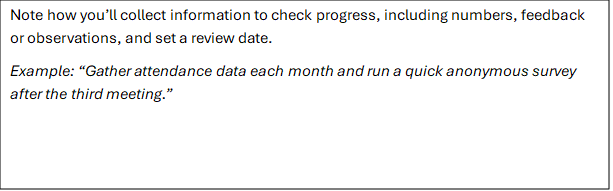 Note how you’ll collect information to check progress, including numbers, feedback
or observations, and set a review date.
Example: “Gather attendance data each month and run a quick anonymous survey
after the third meeting.”